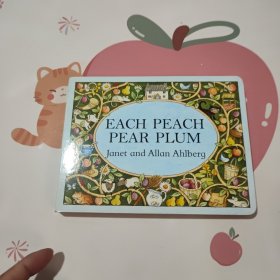 EACH PEACH
PEAR PLUM
Janet and Allan Ahlberg